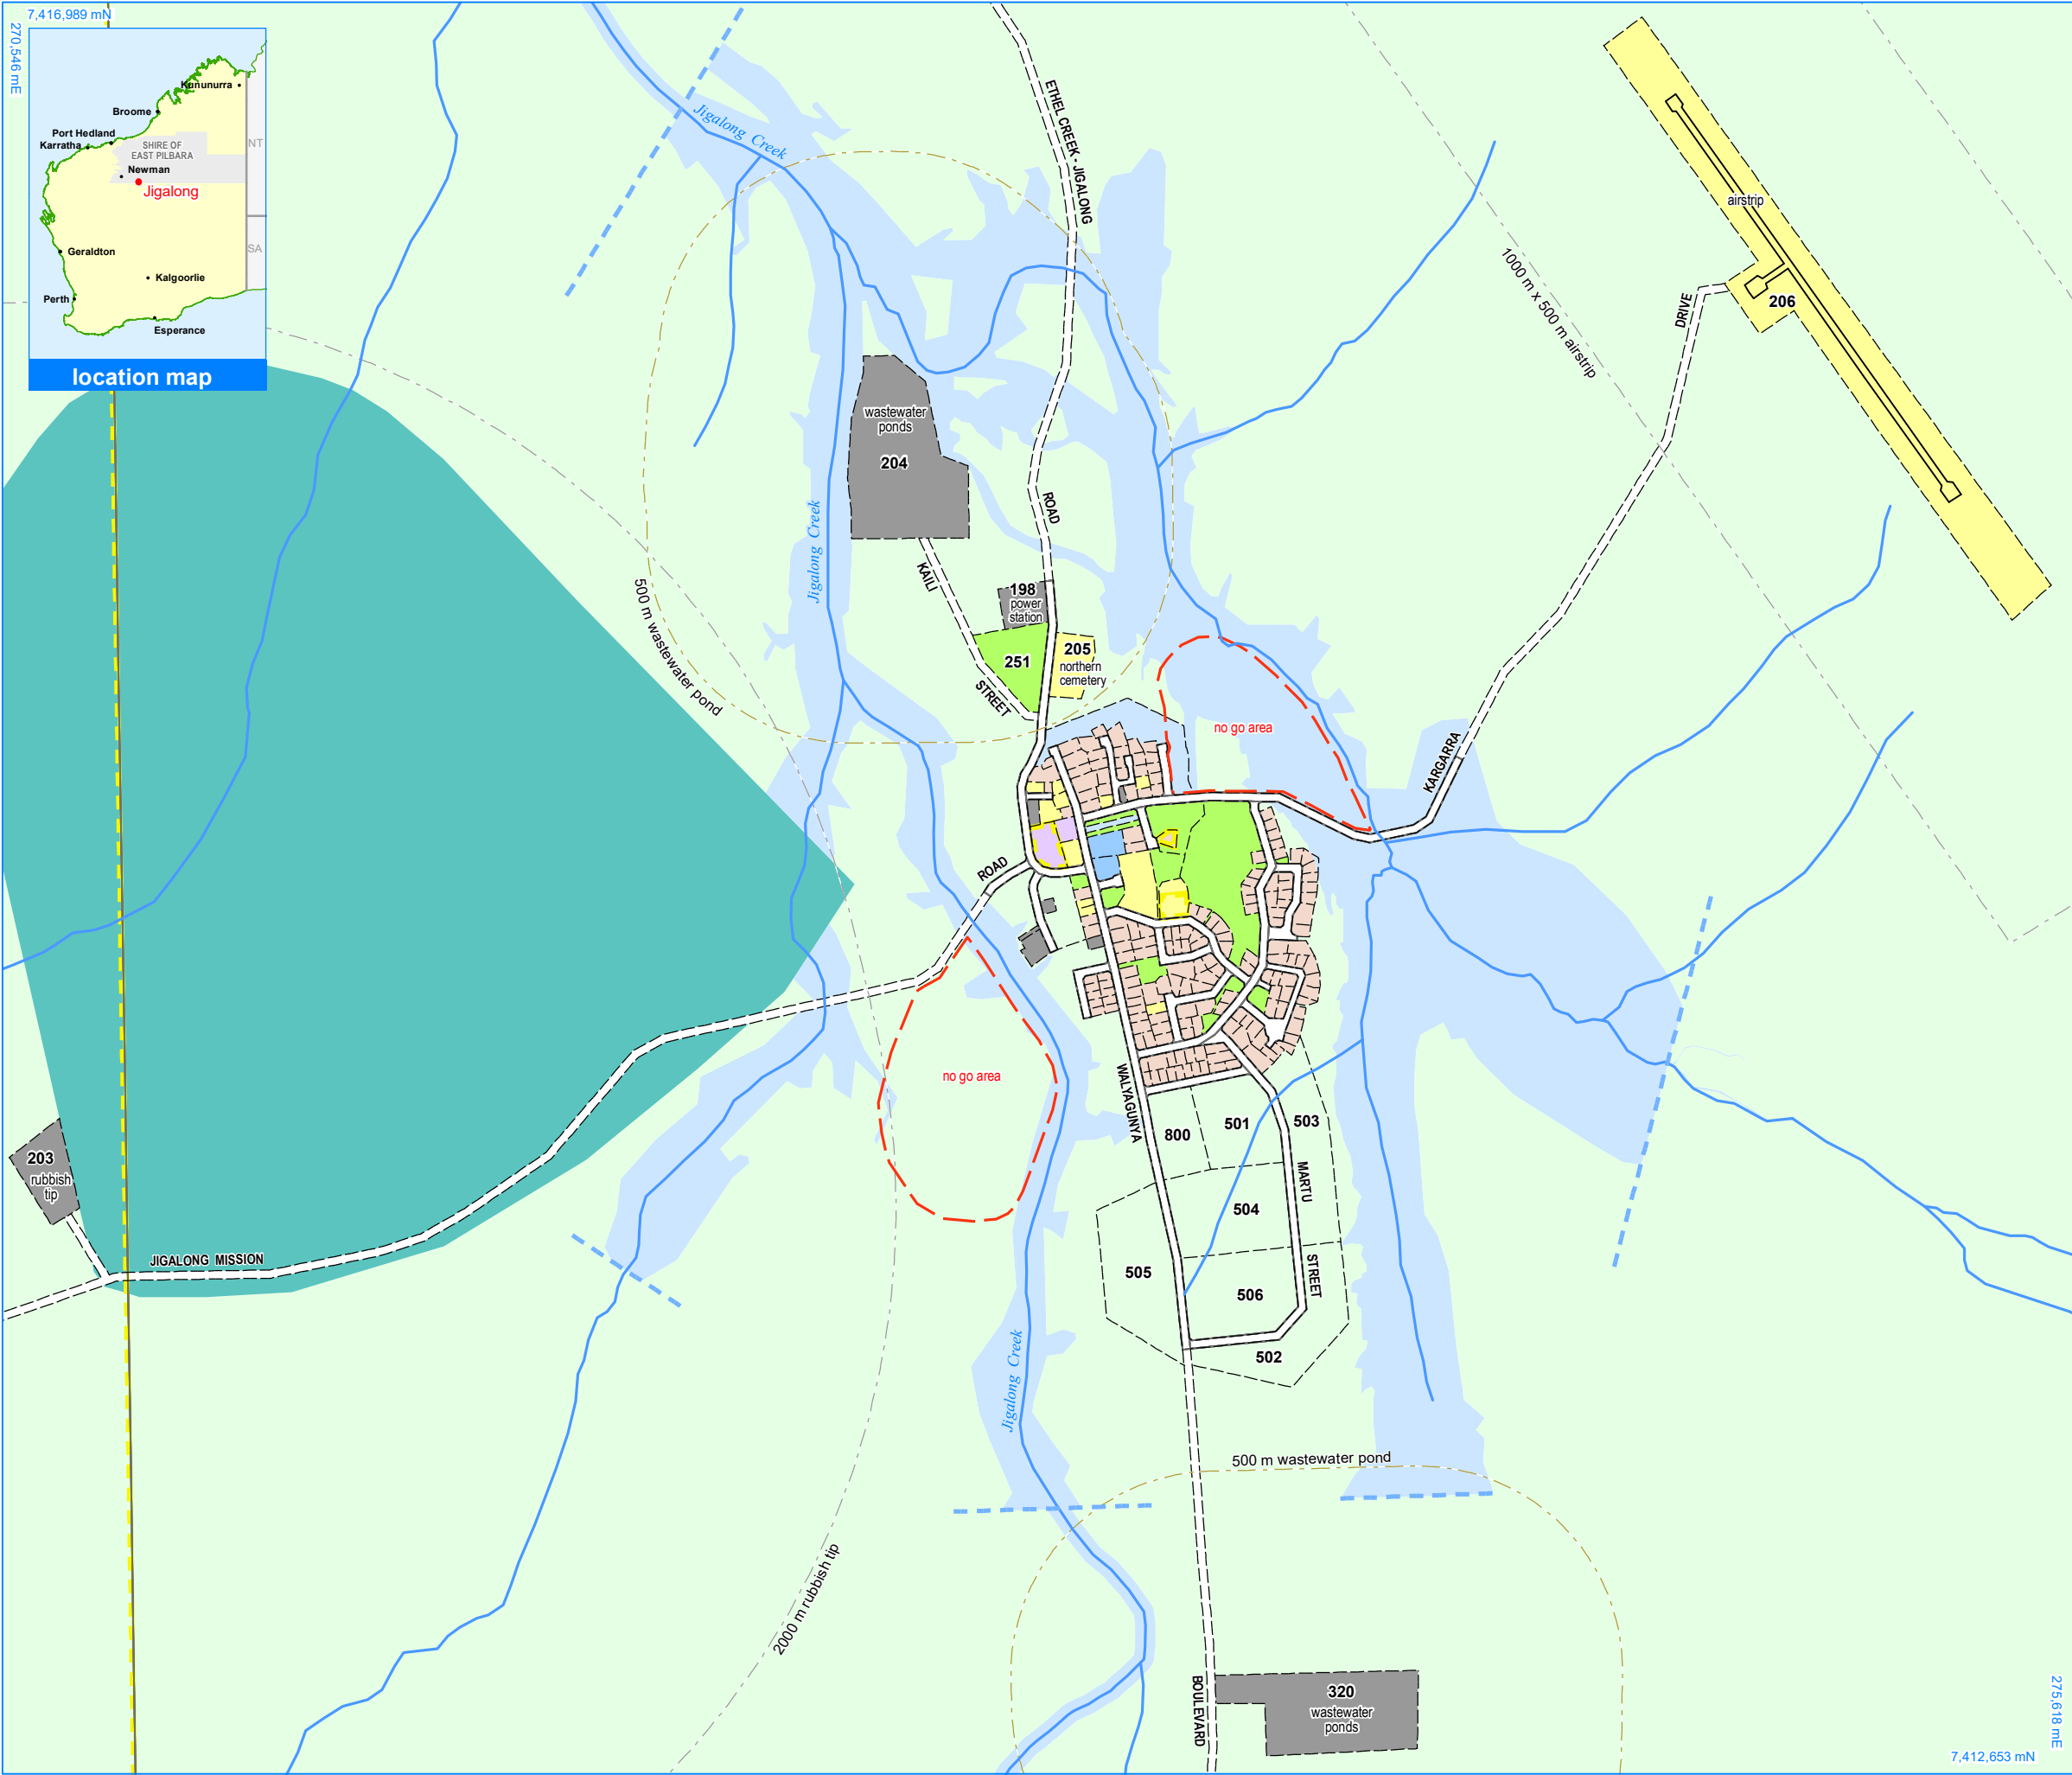 7,416,989 mN
270,546 mE
Kununurra
Broome
Port Hedland
Karratha
SHIRE OF
EAST PILBARA
NT
Newman
Jigalong
Geraldton
SA
Kalgoorlie
Perth
Esperance
location map
Jigalong Creek
ETHEL CREEK - JIGALONG
airstrip
1000 m x 500 m airstrip
DRIVE
206
wastewater
ponds
204
ROAD
Jigalong Creek
KAILI
500 m wastewater pond
198
power
station
251
205
northern
cemetery
STREET
no go area
KARGARRA
ROAD
no go area
WALYAGUNYA
800
501
503
MARTU
203
rubbish
tip
504
JIGALONG MISSION
505
STREET
506
502
Jigalong Creek
500 m wastewater pond
2000 m rubbish tip
BOULEVARD
320
wastewater
ponds
275,618 mE
7,412,653 mN